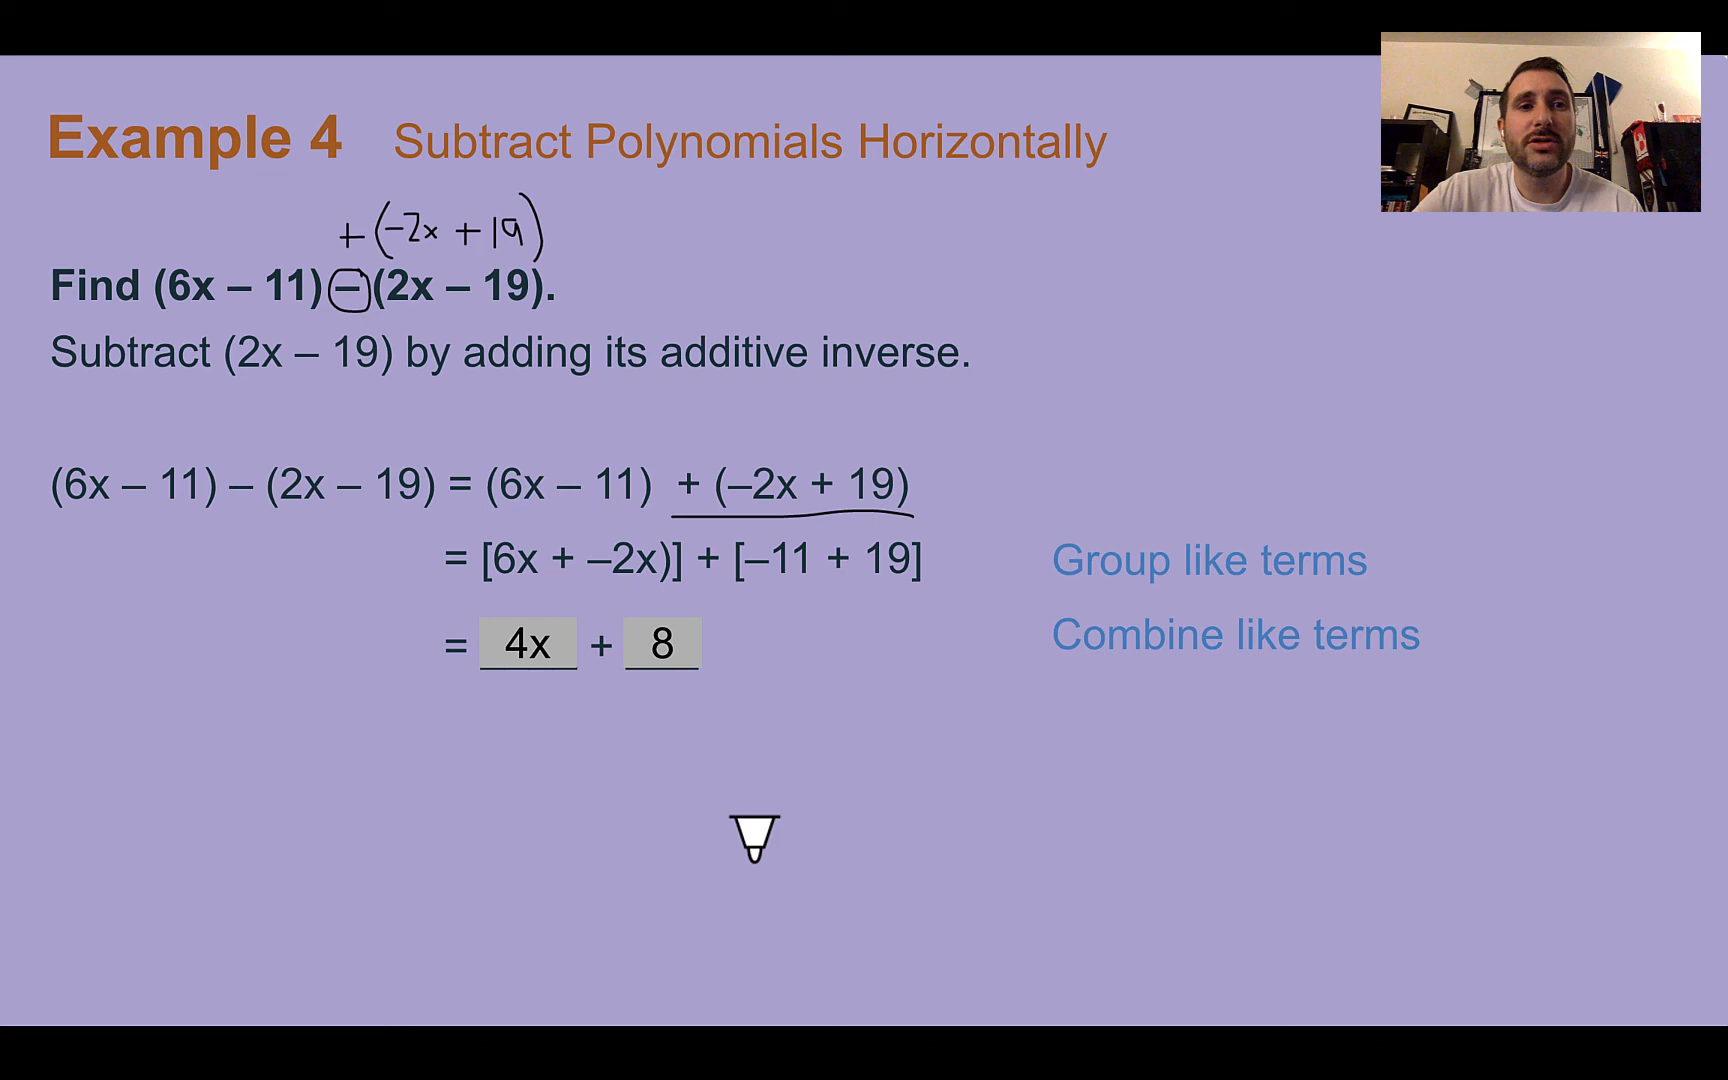 Example 4 Subtract Polynomials Horizontally
+(-2x + 19)
Find (6x – 11) – (2x – 19).
Subtract (2x – 19) by adding its additive inverse.
(6x – 11) – (2x – 19) = (6x – 11) + (–2x + 19)
= [6x + –2x)] + [–11 + 19] Group like terms
= 4x + 8 Combine like terms